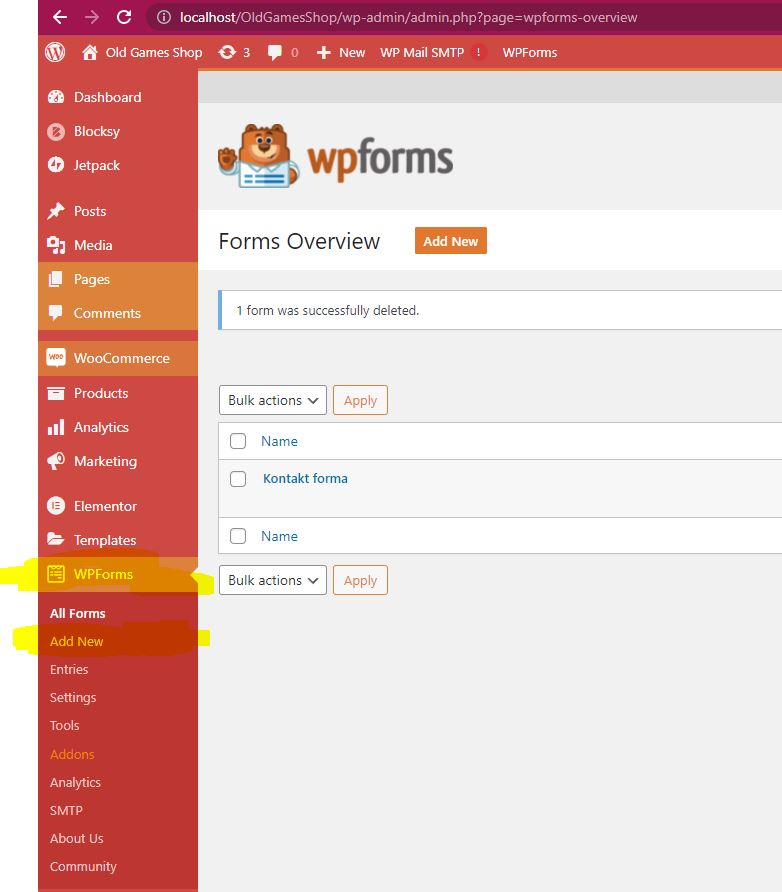 localhost/OldGamesShop/wp-admin/admin.php?page=wpforms-overview
Old Games Shop 3 0 New WP Mail SMTP ! WPForms
Dashboard
Blocksy
Jetpack
Posts
Media
Pages
Comments
WOO WooCommerce
Products
Analytics
Marketing
Elementor
Templates
WPForms
All Forms
Add New
Entries
Settings
Tools
Addons
Analytics
SMTP
About Us
Community
wpforms
Forms Overview Add New
1 form was successfully deleted.
Bulk actions Apply
Name
Kontakt forma
Name
Bulk actions Apply